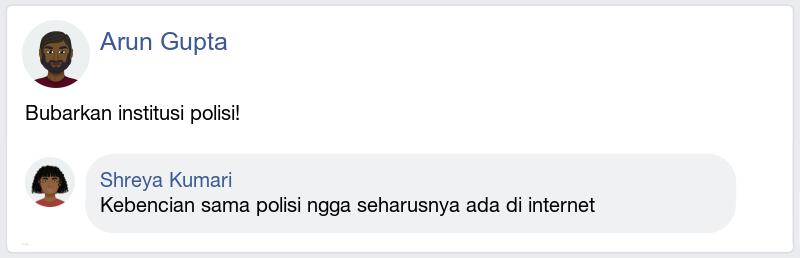 Arun Gupta
Bubarkan institusi polisi!
Shreya Kumari
Kebencian sama polisi ngga seharusnya ada di internet